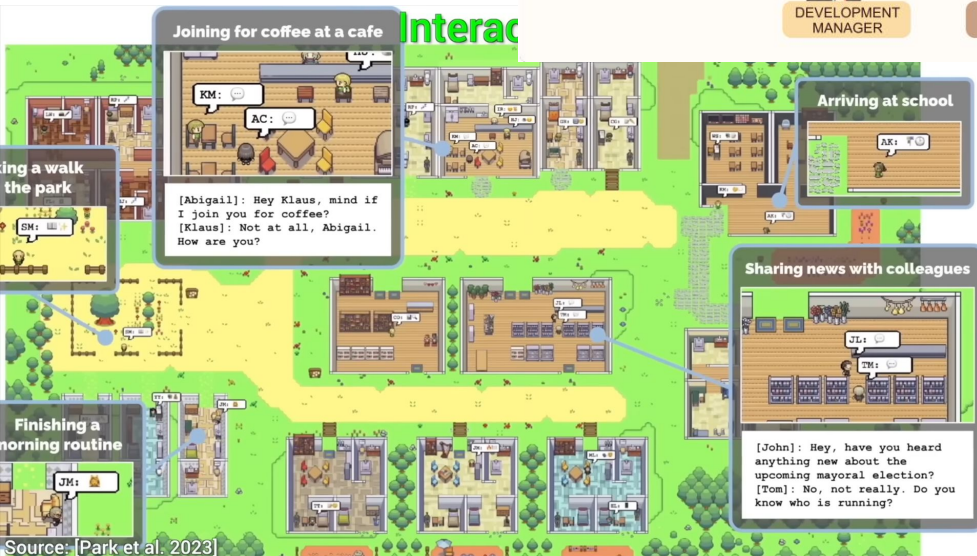 Interac
DEVELOPMENT
MANAGER
Joining for coffee at a cafe
KM:
AC:
[Abigail]: Hey Klaus, mind if
I join you for coffee?
[Klaus]: Not at all, Abigail.
How are you?
Arriving at school
AK:
king a walk
the park
SM:
Sharing news with colleagues
JL:
TM:
[John]: Hey, have you heard
anything new about the
upcoming mayoral election?
[Tom]: No, not really. Do you
know who is running?
Finishing a
morning routine
JM:
Source: [Park et al. 2023]